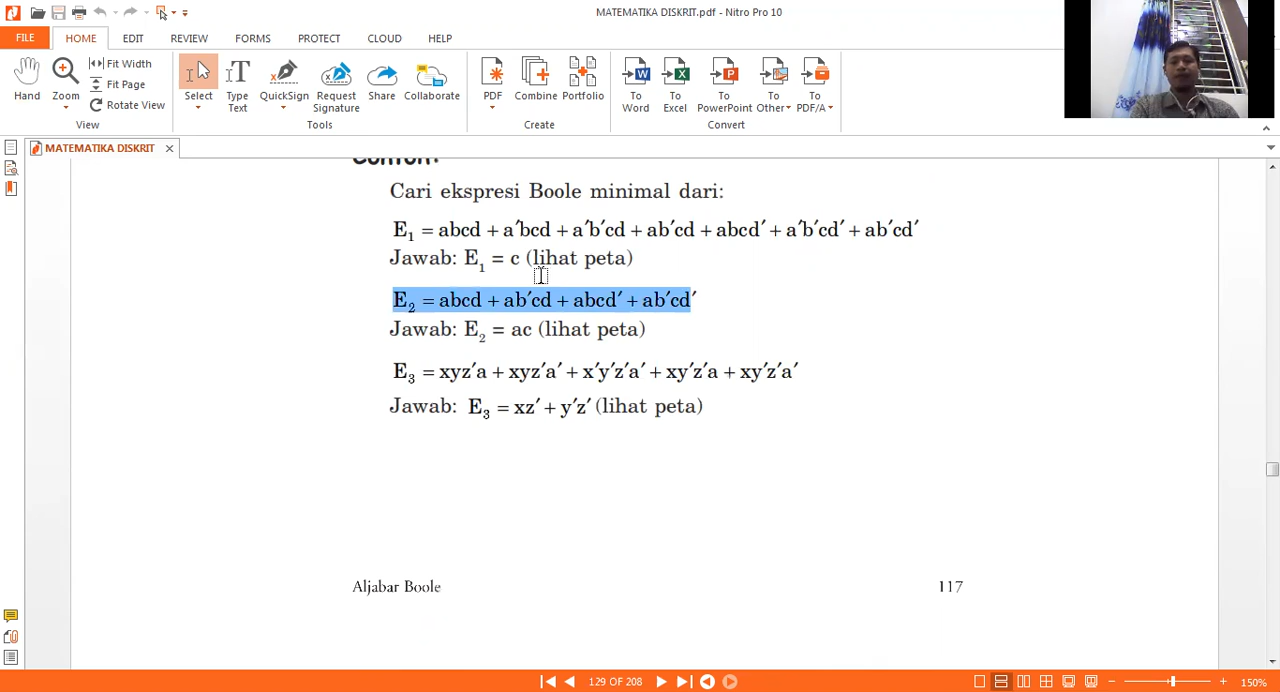 MATEMATIKA DISKRIT.pdf - Nitro Pro 10
FILE HOME EDIT REVIEW FORMS PROTECT CLOUD HELP
Hand
Zoom
Fit Width
Fit Page
Rotate View
View
Select
Type Text
QuickSign
Request Signature
Share
Collaborate
Tools
PDF
Combine
Portfolio
Create
To Word
To Excel
To PowerPoint
To Other
To PDF/A
Convert
MATEMATIKA DISKRIT
Cari ekspresi Boole minimal dari:
E₁ = abcd + a′bcd + a′b′cd + ab′cd + abcd′ + a′b′cd′ + ab′cd′
Jawab: E₁ = c (lihat peta)
E₂ = abcd + ab′cd + abcd′ + ab′cd′
Jawab: E₂ = ac (lihat peta)
E₃ = xyz′a + xyz′a′ + x′y′z′a′ + xy′z′a + xy′z′a′
Jawab: E₃ = xz′ + y′z′ (lihat peta)
Aljabar Boole 117
129 OF 208
150%